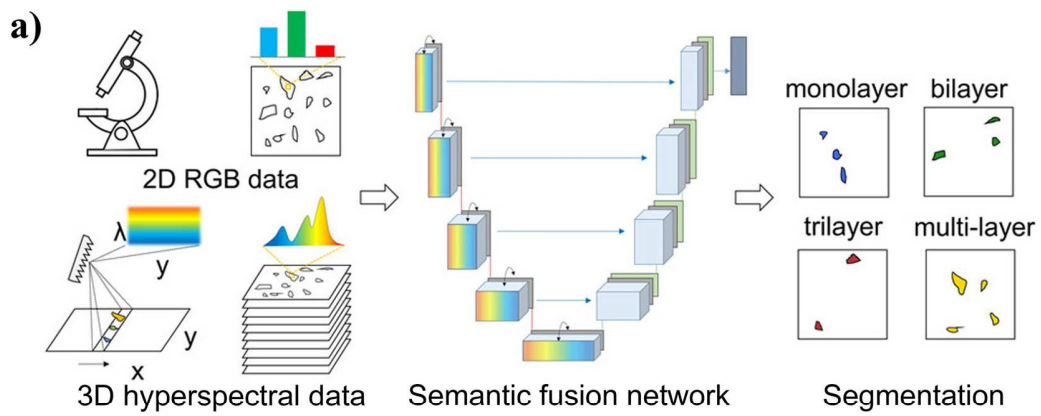 a)
2D RGB data
λ
y
y
x
3D hyperspectral data
Semantic fusion network
monolayer bilayer
trilayer multi-layer
Segmentation